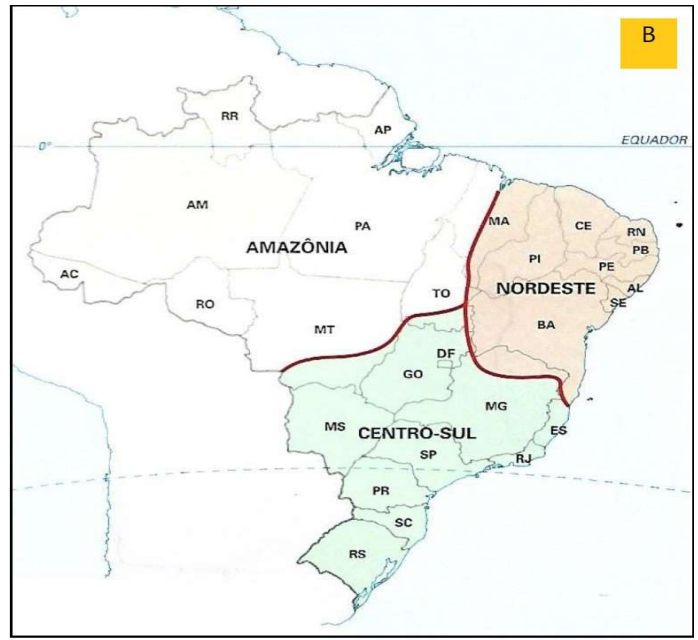 B
RR
AP
0°
EQUADOR
AM
PA
MA
CE
RN
PB
AMAZÔNIA
PI
PE
AC
TO
NORDESTE
AL
RO
SE
MT
BA
DF
GO
MG
MS
CENTRO-SUL
ES
SP
RJ
PR
SC
RS